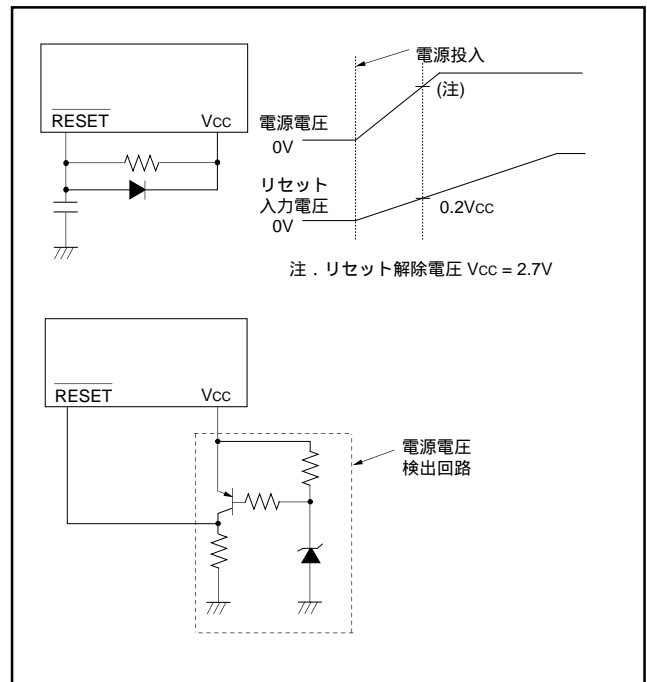 RESET Vcc
電源投入
(注)
電源電圧
0V
リセット
入力電圧
0V
0.2Vcc
注．リセット解除電圧 Vcc = 2.7V
RESET Vcc
電源電圧
検出回路